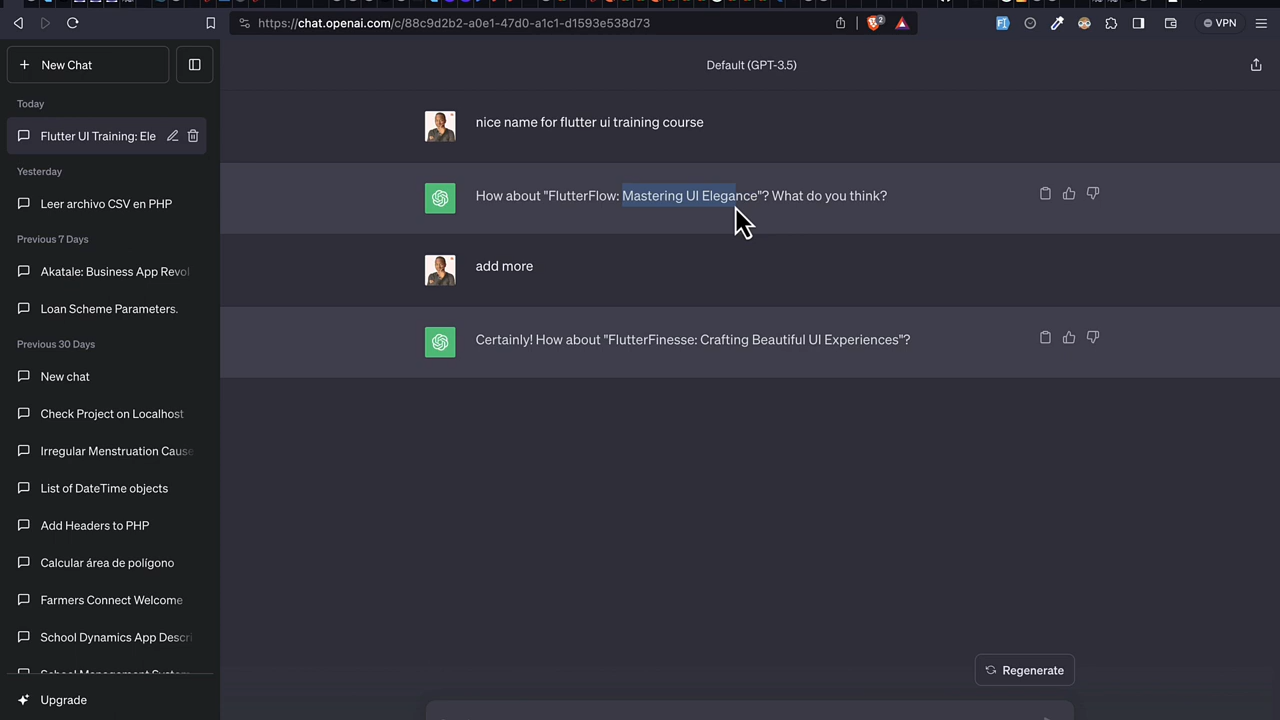 https://chat.openai.com/c/88c9d2b2-a0e1-47d0-a1c1-d1593e538d73
2
VPN
New Chat
Default (GPT-3.5)
Today
Flutter UI Training: Ele
Yesterday
Leer archivo CSV en PHP
Previous 7 Days
Akatale: Business App Revol
Loan Scheme Parameters.
Previous 30 Days
New chat
Check Project on Localhost
Irregular Menstruation Cause
List of DateTime objects
Add Headers to PHP
Calcular área de polígono
Farmers Connect Welcome
School Dynamics App Descri
School Management System
Upgrade
nice name for flutter ui training course
How about "FlutterFlow: Mastering UI Elegance"? What do you think?
add more
Certainly! How about "FlutterFinesse: Crafting Beautiful UI Experiences"?
Regenerate